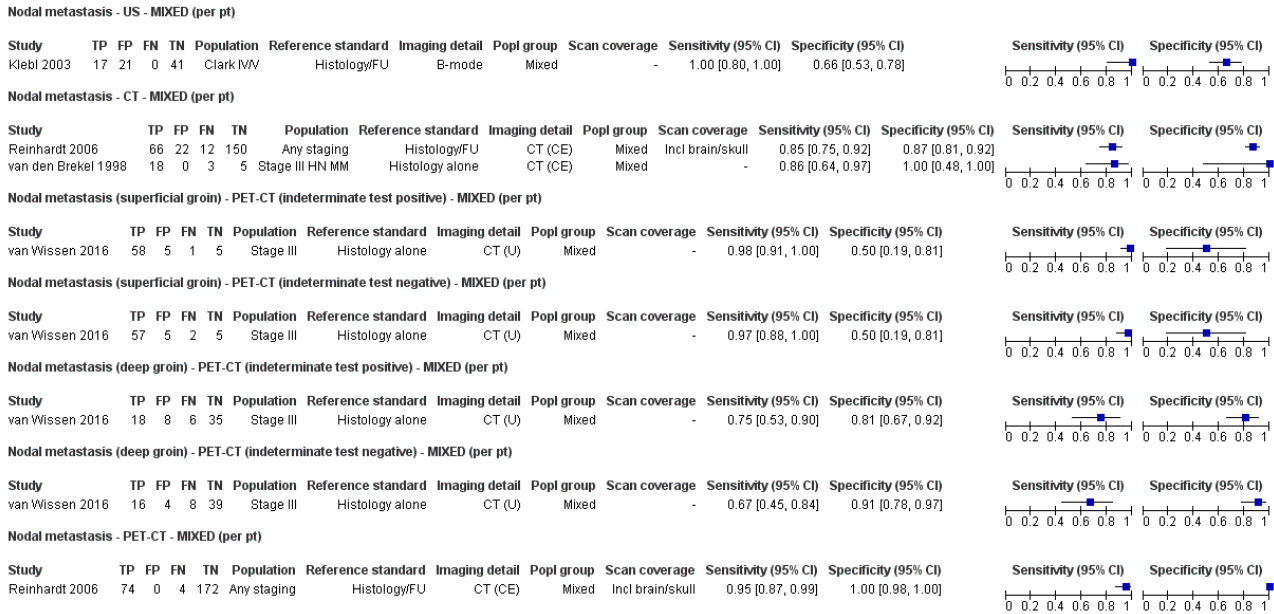 Nodal metastasis - US - MIXED (per pt)
Study TP FP FN TN Population Reference standard Imaging detail Popl group Scan coverage Sensitivity (95% CI) Specificity (95% CI) Sensitivity (95% CI) Specificity (95% CI)
Klebl 2003 17 21 0 41 Clark IV/V Histology/FU B-mode Mixed - 1.00 [0.80, 1.00] 0.66 [0.53, 0.78]
0 0.2 0.4 0.6 0.8 1 0 0.2 0.4 0.6 0.8 1
Nodal metastasis - CT - MIXED (per pt)
Study TP FP FN TN Population Reference standard Imaging detail Popl group Scan coverage Sensitivity (95% CI) Specificity (95% CI) Sensitivity (95% CI) Specificity (95% CI)
Reinhardt 2006 66 22 12 150 Any staging Histology/FU CT (CE) Mixed Incl brain/skull 0.85 [0.75, 0.92] 0.87 [0.81, 0.92]
van den Brekel 1998 18 0 3 5 Stage III HN MM Histology alone CT (CE) Mixed - 0.86 [0.64, 0.97] 1.00 [0.48, 1.00]
0 0.2 0.4 0.6 0.8 1 0 0.2 0.4 0.6 0.8 1
Nodal metastasis (superficial groin) - PET-CT (indeterminate test positive) - MIXED (per pt)
Study TP FP FN TN Population Reference standard Imaging detail Popl group Scan coverage Sensitivity (95% CI) Specificity (95% CI) Sensitivity (95% CI) Specificity (95% CI)
van Wissen 2016 58 5 1 5 Stage III Histology alone CT (U) Mixed - 0.98 [0.91, 1.00] 0.50 [0.19, 0.81]
0 0.2 0.4 0.6 0.8 1 0 0.2 0.4 0.6 0.8 1
Nodal metastasis (superficial groin) - PET-CT (indeterminate test negative) - MIXED (per pt)
Study TP FP FN TN Population Reference standard Imaging detail Popl group Scan coverage Sensitivity (95% CI) Specificity (95% CI) Sensitivity (95% CI) Specificity (95% CI)
van Wissen 2016 57 5 2 5 Stage III Histology alone CT (U) Mixed - 0.97 [0.88, 1.00] 0.50 [0.19, 0.81]
0 0.2 0.4 0.6 0.8 1 0 0.2 0.4 0.6 0.8 1
Nodal metastasis (deep groin) - PET-CT (indeterminate test positive) - MIXED (per pt)
Study TP FP FN TN Population Reference standard Imaging detail Popl group Scan coverage Sensitivity (95% CI) Specificity (95% CI) Sensitivity (95% CI) Specificity (95% CI)
van Wissen 2016 18 8 6 35 Stage III Histology alone CT (U) Mixed - 0.75 [0.53, 0.90] 0.81 [0.67, 0.92]
0 0.2 0.4 0.6 0.8 1 0 0.2 0.4 0.6 0.8 1
Nodal metastasis (deep groin) - PET-CT (indeterminate test negative) - MIXED (per pt)
Study TP FP FN TN Population Reference standard Imaging detail Popl group Scan coverage Sensitivity (95% CI) Specificity (95% CI) Sensitivity (95% CI) Specificity (95% CI)
van Wissen 2016 16 4 8 39 Stage III Histology alone CT (U) Mixed - 0.67 [0.45, 0.84] 0.91 [0.78, 0.97]
0 0.2 0.4 0.6 0.8 1 0 0.2 0.4 0.6 0.8 1
Nodal metastasis - PET-CT - MIXED (per pt)
Study TP FP FN TN Population Reference standard Imaging detail Popl group Scan coverage Sensitivity (95% CI) Specificity (95% CI) Sensitivity (95% CI) Specificity (95% CI)
Reinhardt 2006 74 0 4 172 Any staging Histology/FU CT (CE) Mixed Incl brain/skull 0.95 [0.87, 0.99] 1.00 [0.98, 1.00]
0 0.2 0.4 0.6 0.8 1 0 0.2 0.4 0.6 0.8 1